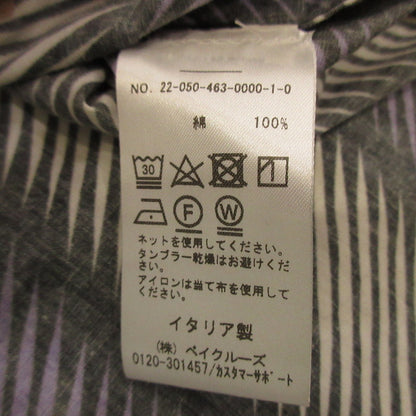 NO. 22-050-463-0000-1-0
綿 100%
30
F W
ネットを使用してください。
タンブラー乾燥はお避けくだ
さい。
アイロンは当て布を使用して
ください。
イタリア製
(株) ベイクルーズ
0120-301457/カスタマーサポート